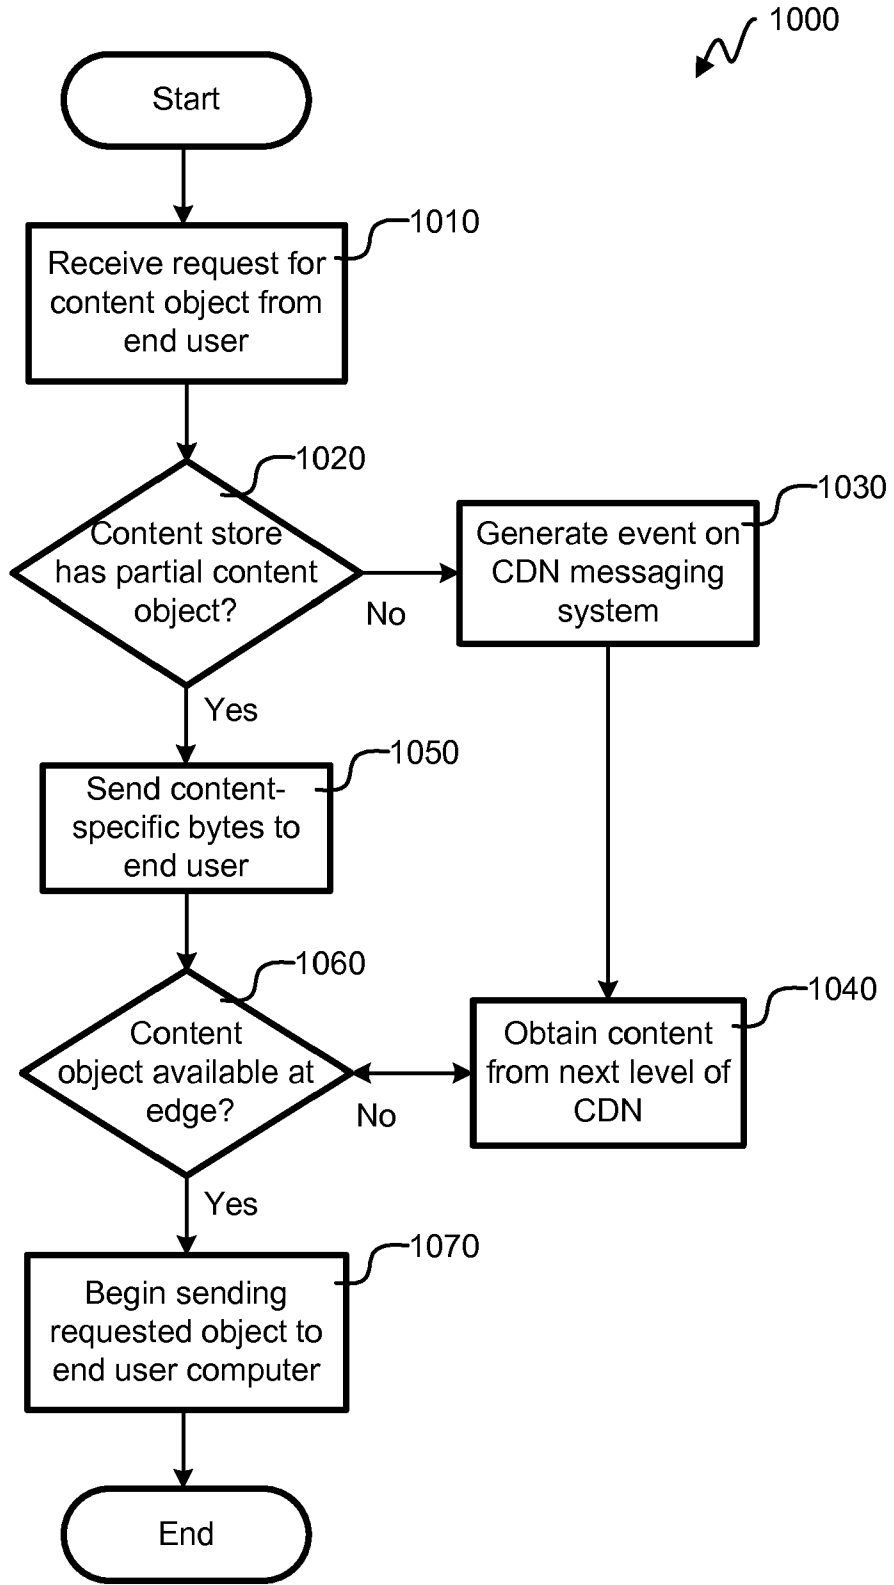 1000
Start
1010
Receive request for
content object from
end user
1020
Content store
has partial content
object?
No
1030
Generate event on
CDN messaging
system
Yes
1050
Send content-
specific bytes to
end user
1060
Content
object available at
edge?
No
1040
Obtain content
from next level of
CDN
Yes
1070
Begin sending
requested object to
end user computer
End